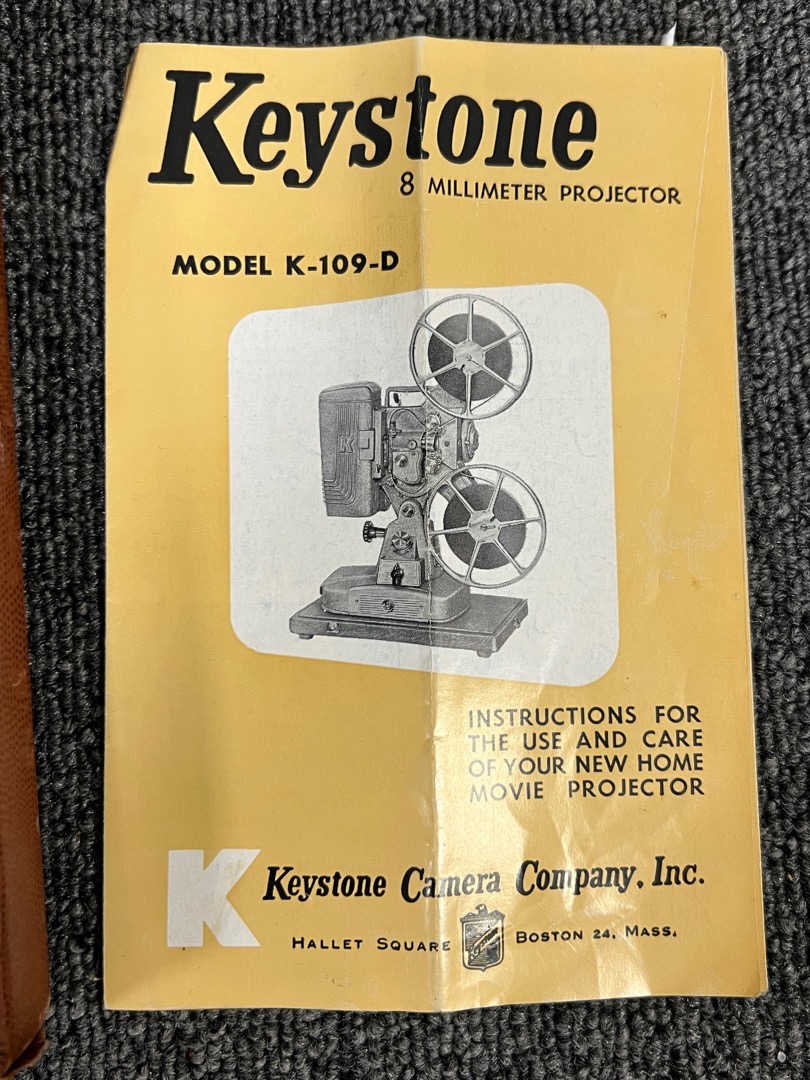 Keystone
8 MILLIMETER PROJECTOR
MODEL K-109-D
K
INSTRUCTIONS FOR
THE USE AND CARE
OF YOUR NEW HOME
MOVIE PROJECTOR
K Keystone Camera Company, Inc.
HALLET SQUARE BOSTON 24, MASS.